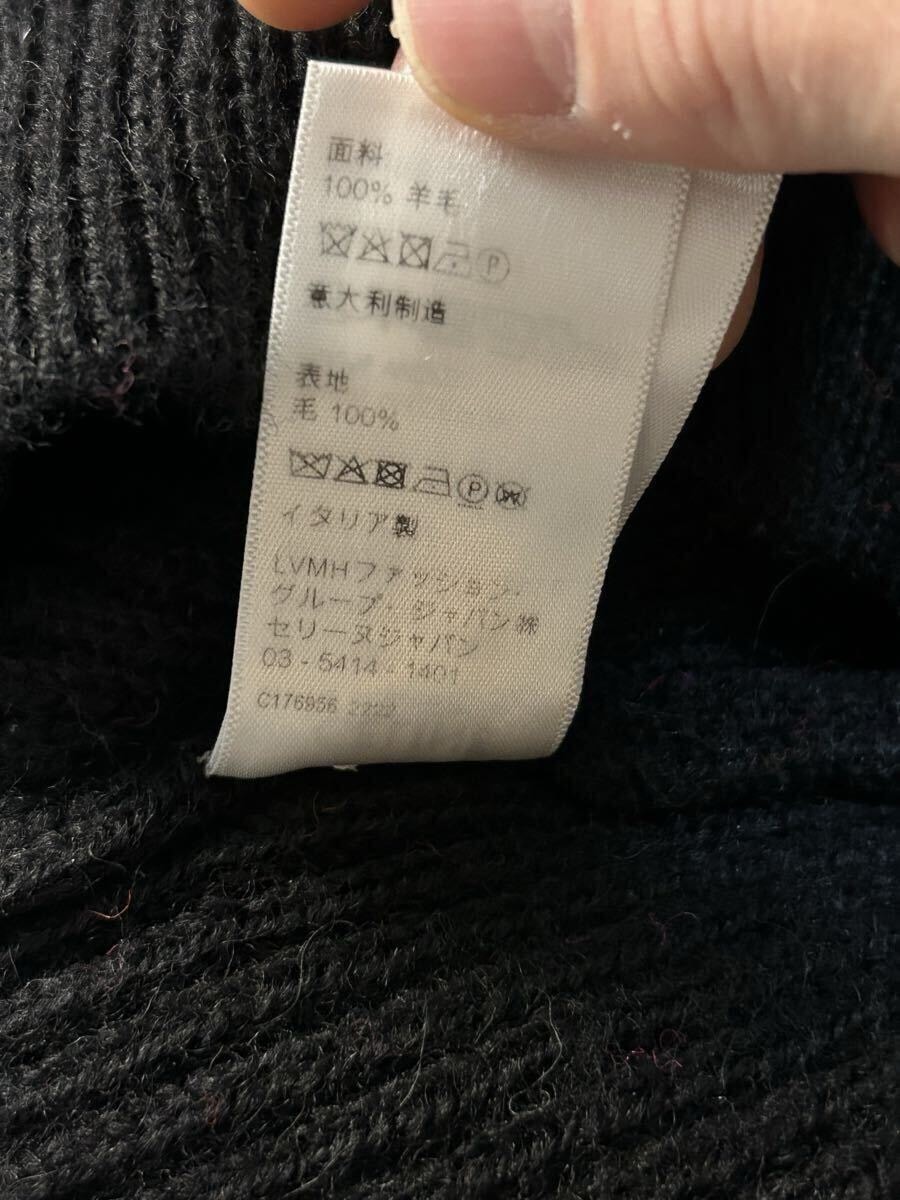 面料
100% 羊毛
P
意大利制造
表地
毛 100%
P W
イタリア製
LVMHファッション・
グループ・ジャパン㈱
セリーヌジャパン
03 - 5414 - 1401
C176956 2222